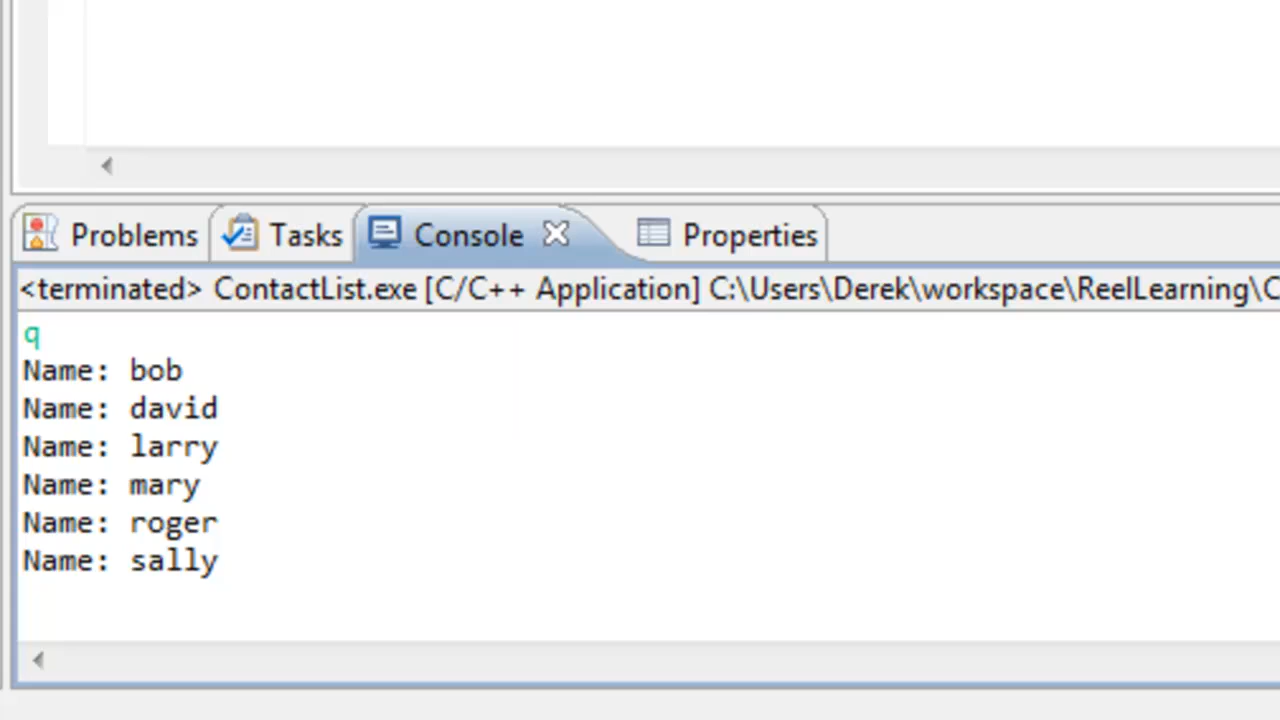 Problems Tasks Console Properties
<terminated> ContactList.exe [C/C++ Application] C:\Users\Derek\workspace\ReelLearning\C
q
Name: bob
Name: david
Name: larry
Name: mary
Name: roger
Name: sally